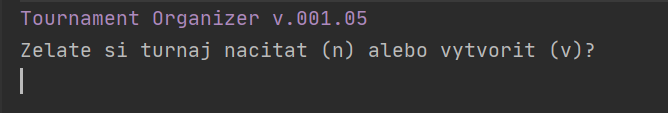 Tournament Organizer v.001.05
Zelate si turnaj nacitat (n) alebo vytvorit (v)?